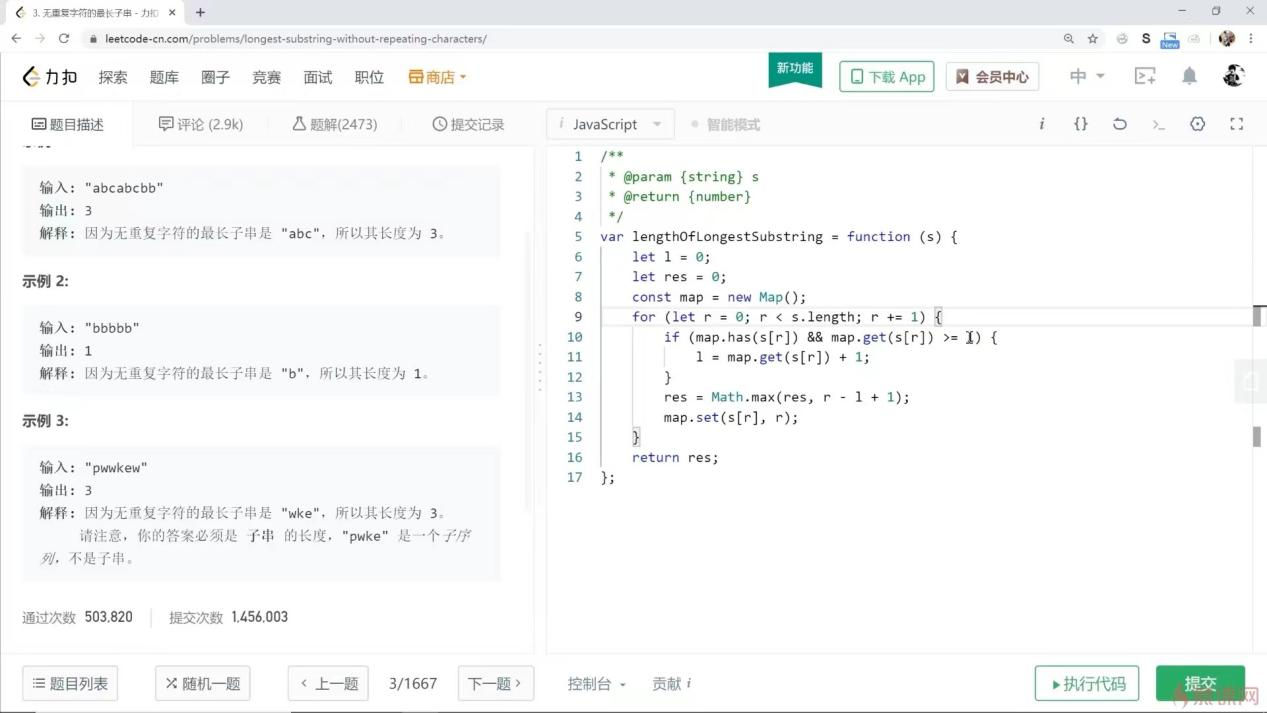 3. 无重复字符的最长子串 - 力扣
leetcode-cn.com/problems/longest-substring-without-repeating-characters/
New
力扣 探索 题库 圈子 竞赛 面试 职位 商店 新功能 下载 App 会员中心 中
题目描述 评论 (2.9k) 题解(2473) 提交记录 i JavaScript 智能模式 i {} >_
输入: "abcabcbb"
输出: 3
解释: 因为无重复字符的最长子串是 "abc"，所以其长度为 3。
示例 2:
输入: "bbbbb"
输出: 1
解释: 因为无重复字符的最长子串是 "b"，所以其长度为 1。
示例 3:
输入: "pwwkew"
输出: 3
解释: 因为无重复字符的最长子串是 "wke"，所以其长度为 3。
请注意，你的答案必须是 子串 的长度，"pwke" 是一个子序
列，不是子串。
通过次数 503,820 提交次数 1,456,003
1 /**
2 * @param {string} s
3 * @return {number}
4 */
5 var lengthOfLongestSubstring = function (s) {
6 let l = 0;
7 let res = 0;
8 const map = new Map();
9 for (let r = 0; r < s.length; r += 1) {
10 if (map.has(s[r]) && map.get(s[r]) >= ) {
11 l = map.get(s[r]) + 1;
12 }
13 res = Math.max(res, r - l + 1);
14 map.set(s[r], r);
15 }
16 return res;
17 };
题目列表 随机一题 上一题 3/1667 下一题 控制台 贡献 i 执行代码 提交
慕课网